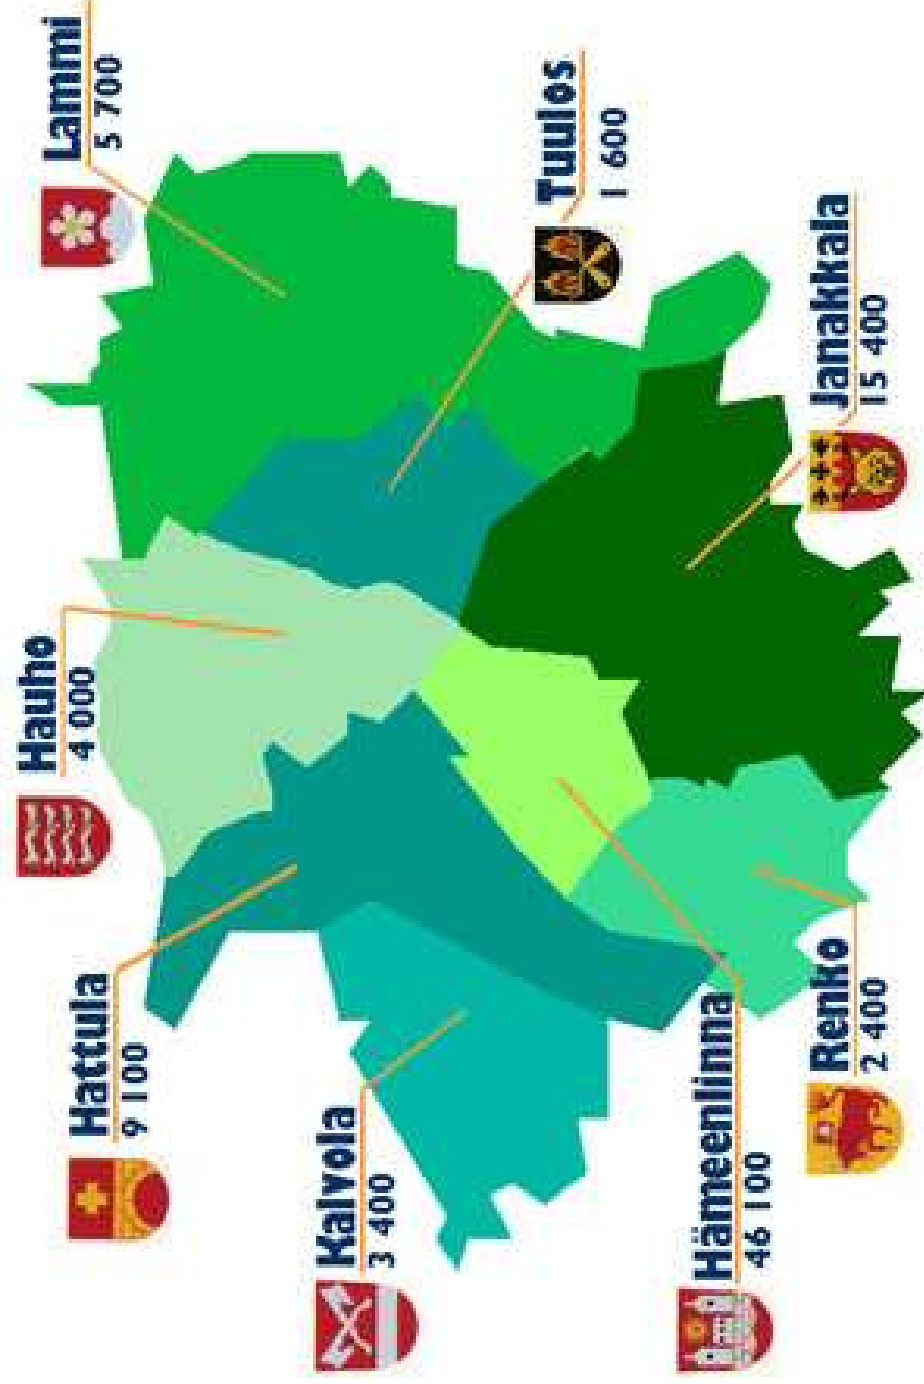 Hauho
4 000
Lammi
5 700
Hattula
9 100
Tuulos
1 600
Kalvola
3 400
Hämeenlinna
46 100
Renko
2 400
Janakkala
15 400